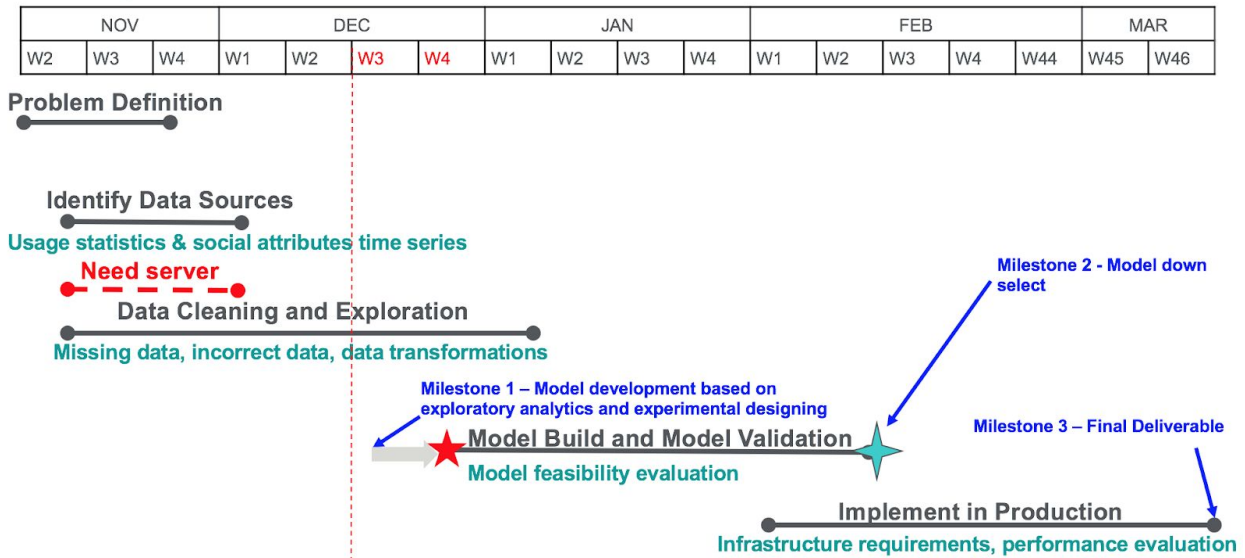 NOV DEC JAN FEB MAR
W2 W3 W4 W1 W2 W3 W4 W1 W2 W3 W4 W1 W2 W3 W4 W44 W45 W46
Problem Definition
Identify Data Sources
Usage statistics & social attributes time series
Need server
Data Cleaning and Exploration
Missing data, incorrect data, data transformations
Milestone 2 - Model down
select
Milestone 1 – Model development based on
exploratory analytics and experimental designing
Model Build and Model Validation
Model feasibility evaluation
Milestone 3 – Final Deliverable
Implement in Production
Infrastructure requirements, performance evaluation